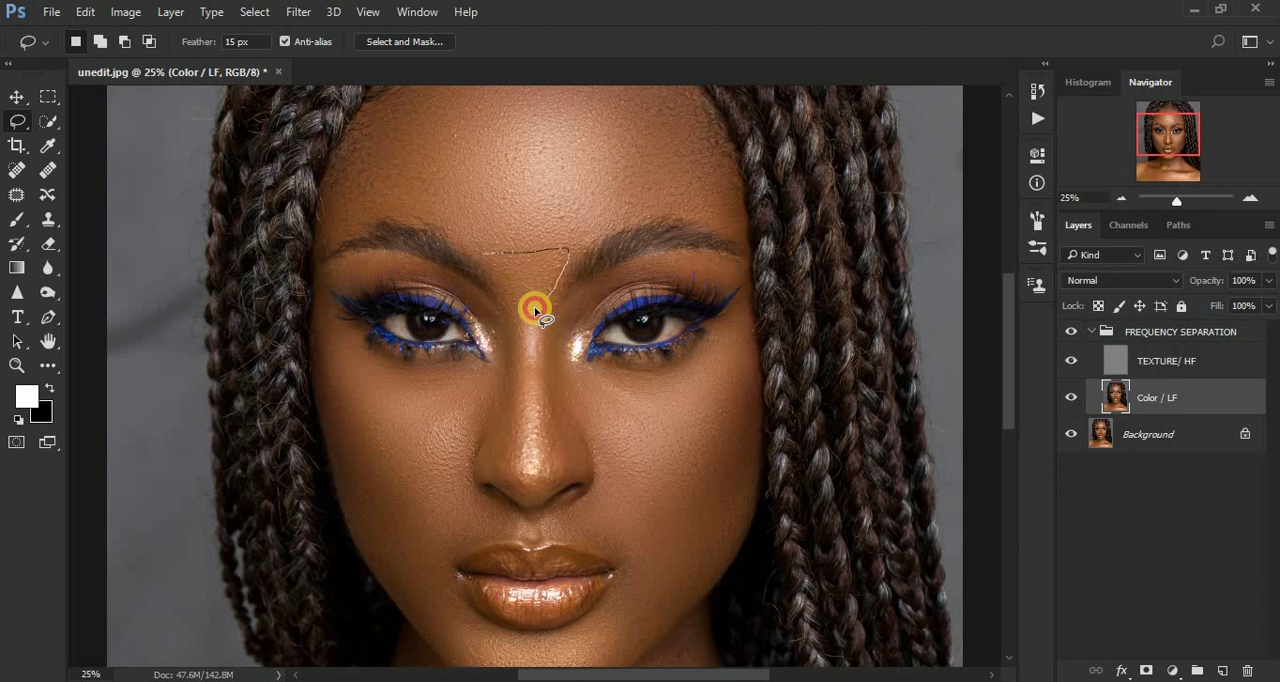 Ps File Edit Image Layer Type Select Filter 3D View Window Help
Feather: 15 px Anti-alias Select and Mask...
unedit.jpg @ 25% (Color / LF, RGB/8) * ×
Histogram Navigator
25%
Layers Channels Paths
Kind
Normal Opacity: 100%
Lock: Fill: 100%
FREQUENCY SEPARATION
TEXTURE/ HF
Color / LF
Background
25% Doc: 47.6M/142.8M